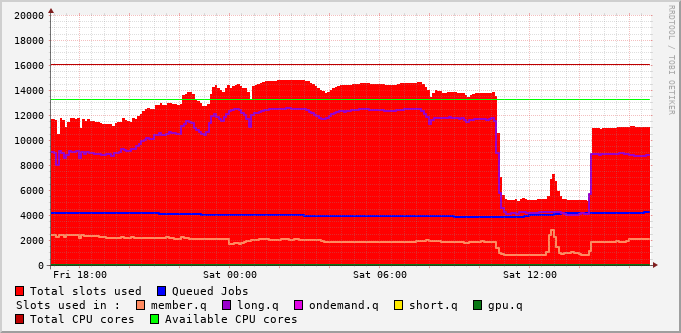 20000
18000
16000
14000
12000
10000
8000
6000
4000
2000
0
Fri 18:00 Sat 00:00 Sat 06:00 Sat 12:00
RRDTOOL / TOBI OETIKER
Total slots used Queued Jobs
Slots used in : member.q long.q ondemand.q short.q gpu.q
Total CPU cores Available CPU cores